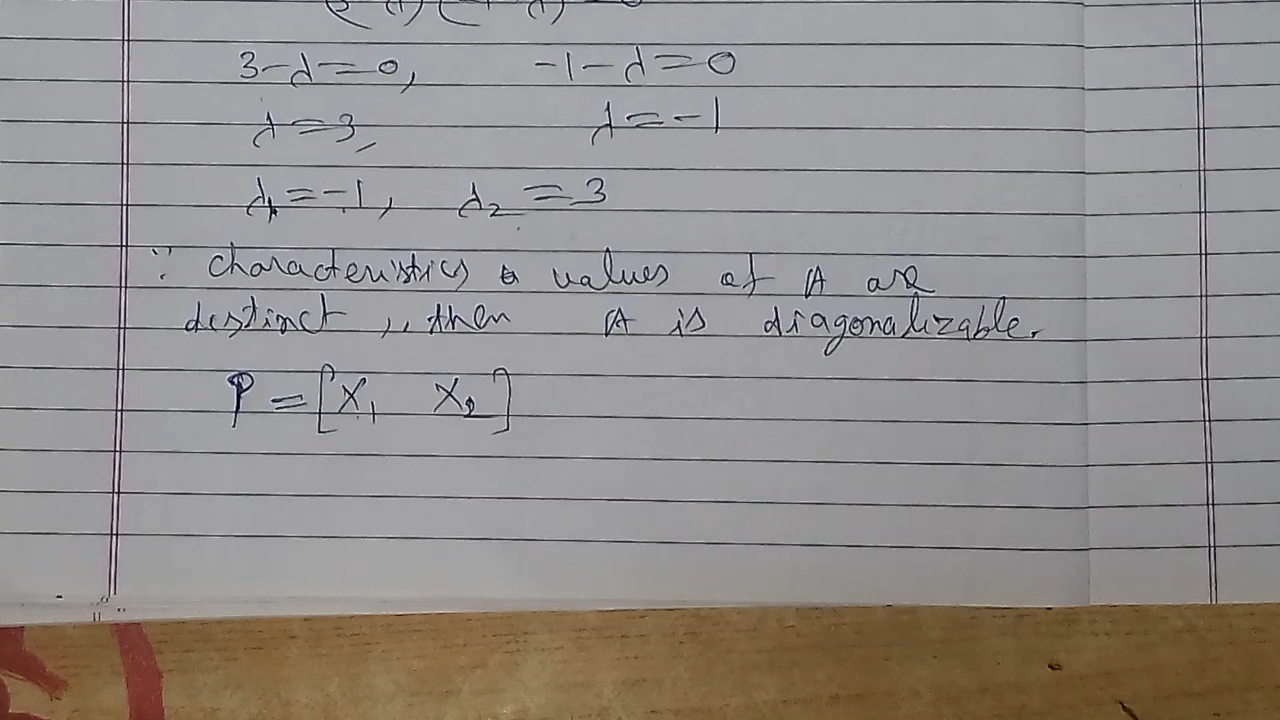 3-λ=0, -1-λ=0
λ=3, λ=-1
λ₁=-1, λ₂=3
∵ characteristics values of A are
distinct,, then A is diagonalizable.
P=[X₁ X₂]